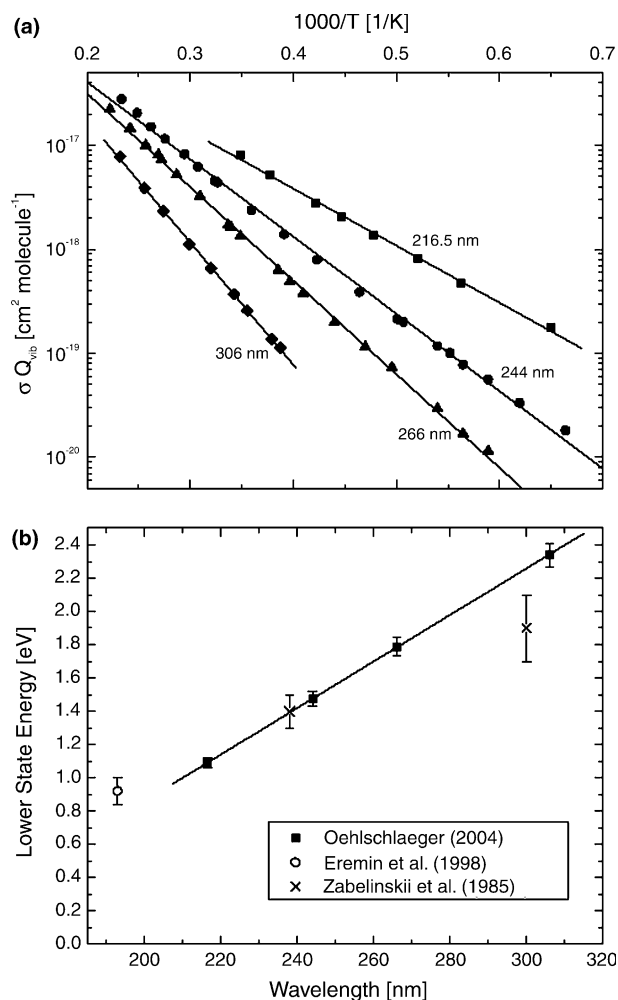 (a)
1000/T [1/K]
0.2 0.3 0.4 0.5 0.6 0.7
σ Qvib [cm² molecule⁻¹]
10⁻¹⁷
10⁻¹⁸
10⁻¹⁹
10⁻²⁰
216.5 nm
306 nm
244 nm
266 nm
(b)
Lower State Energy [eV]
2.4
2.2
2.0
1.8
1.6
1.4
1.2
1.0
0.8
0.6
0.4
0.2
0.0
Oehlschlaeger (2004)
Eremin et al. (1998)
Zabelinskii et al. (1985)
200 220 240 260 280 300 320
Wavelength [nm]